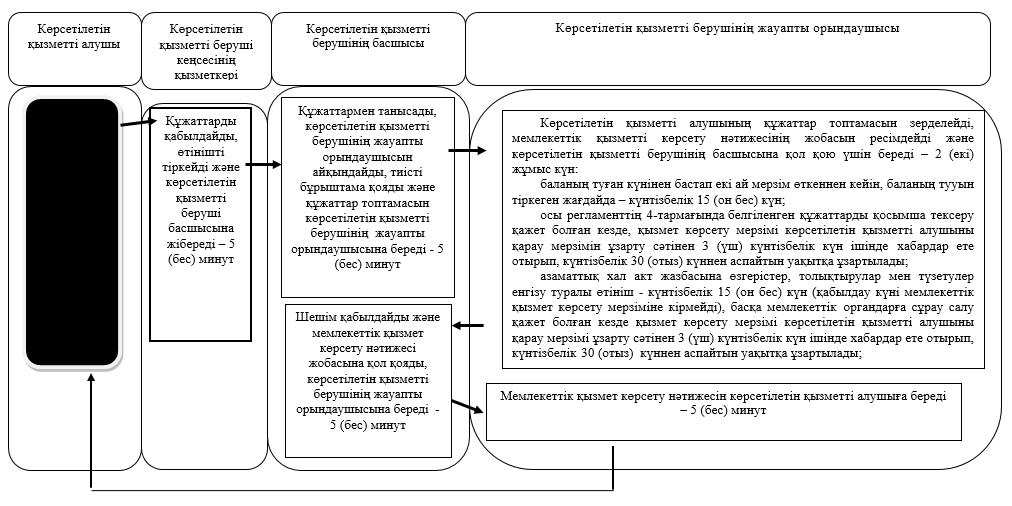 Көрсетілетін
қызметті алушы
Көрсетілетін
қызметті беруші
кеңсесінің
қызметкері
Көрсетілетін қызметті
берушінің басшысы
Көрсетілетін қызметті берушінің жауапты орындаушысы
Құжаттарды
қабылдайды,
өтінішті
тіркейді және
көрсетілетін
қызметті
беруші
басшысына
жібереді – 5
(бес) минут
Құжаттармен танысады,
көрсетілетін қызметті
берушінің жауапты
орындаушысын
айқындайды, тиісті
бұрыштама қояды және
құжаттар топтамасын
көрсетілетін қызметті
берушінің жауапты
орындаушысына береді - 5
(бес) минут
Көрсетілетін қызметті алушының құжаттар топтамасын зерделейді,
мемлекеттік қызметті көрсету нәтижесінің жобасын ресімдейді және
көрсетілетін қызметті берушінің басшысына қол қою үшін береді – 2 (екі)
жұмыс күн:
баланың туған күнінен бастап екі ай мерзім өткеннен кейін, баланың тууын
тіркеген жағдайда – күнтізбелік 15 (он бес) күн;
осы регламенттің 4-тармағында белгіленген құжаттарды қосымша тексеру
қажет болған кезде, қызмет көрсету мерзімі көрсетілетін қызметті алушыны
қарау мерзімін ұзарту сәтінен 3 (үш) күнтізбелік күн ішінде хабардар ете
отырып, күнтізбелік 30 (отыз) күннен аспайтын уақытқа ұзартылады;
азаматтық хал акт жазбасына өзгерістер, толықтырулар мен түзетулер
енгізу туралы өтініш - күнтізбелік 15 (он бес) күн (қабылдау күні мемлекеттік
қызмет көрсету мерзіміне кірмейді), басқа мемлекеттік органдарға сұрау салу
қажет болған кезде қызмет көрсету мерзімі көрсетілетін қызметті алушыны
қарау мерзімі ұзарту сәтінен 3 (үш) күнтізбелік күн ішінде хабардар ете отырып,
күнтізбелік 30 (отыз) күннен аспайтын уақытқа ұзартылады;
Шешім қабылдайды және
мемлекеттік қызмет
көрсету нәтижесі
жобасына қол қояды,
көрсетілетін қызметті
берушінің жауапты
орындаушысына береді -
5 (бес) минут
Мемлекеттік қызмет көрсету нәтижесін көрсетілетін қызметті алушыға береді
– 5 (бес) минут